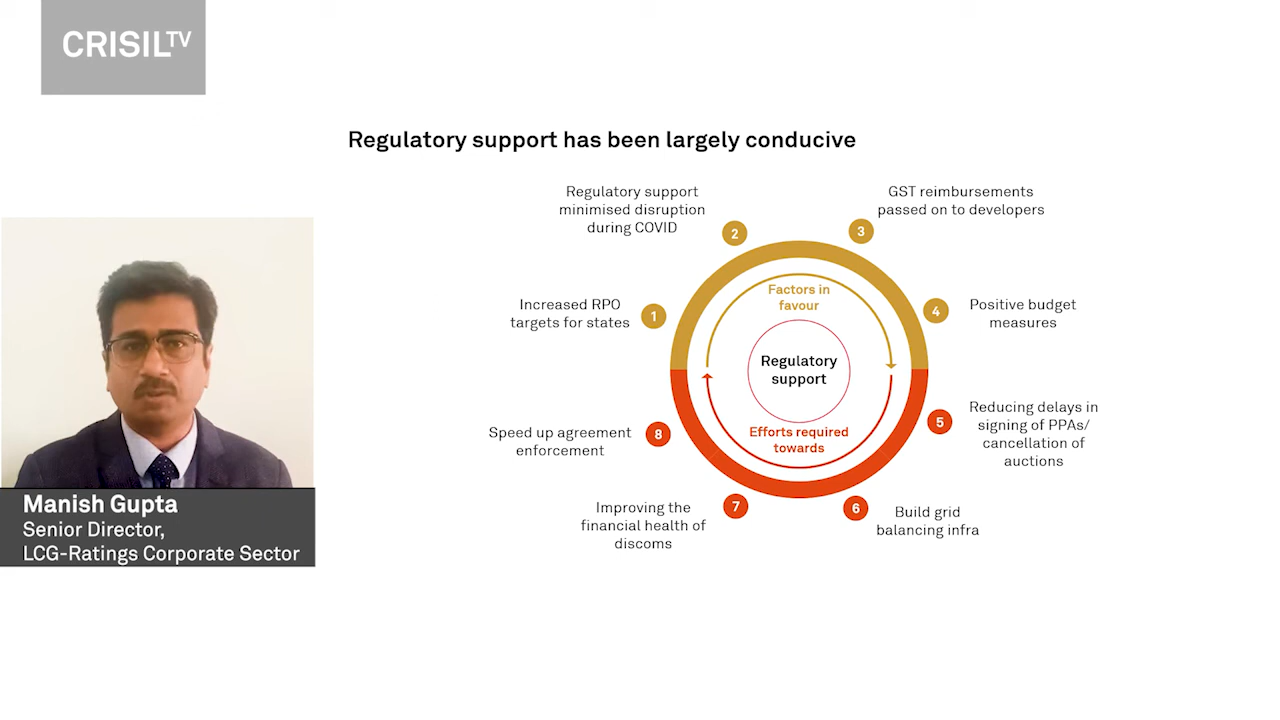 CRISIL TV
Regulatory support has been largely conducive
Regulatory support
minimised disruption
during COVID
2
3
GST reimbursements
passed on to developers
Increased RPO
targets for states
1
4
Positive budget
measures
Factors in
favour
Regulatory
support
Efforts required
towards
Speed up agreement
enforcement
8
5
Reducing delays in
signing of PPAs/
cancellation of
auctions
Improving the
financial health of
discoms
7
6
Build grid
balancing infra
Manish Gupta
Senior Director,
LCG-Ratings Corporate Sector